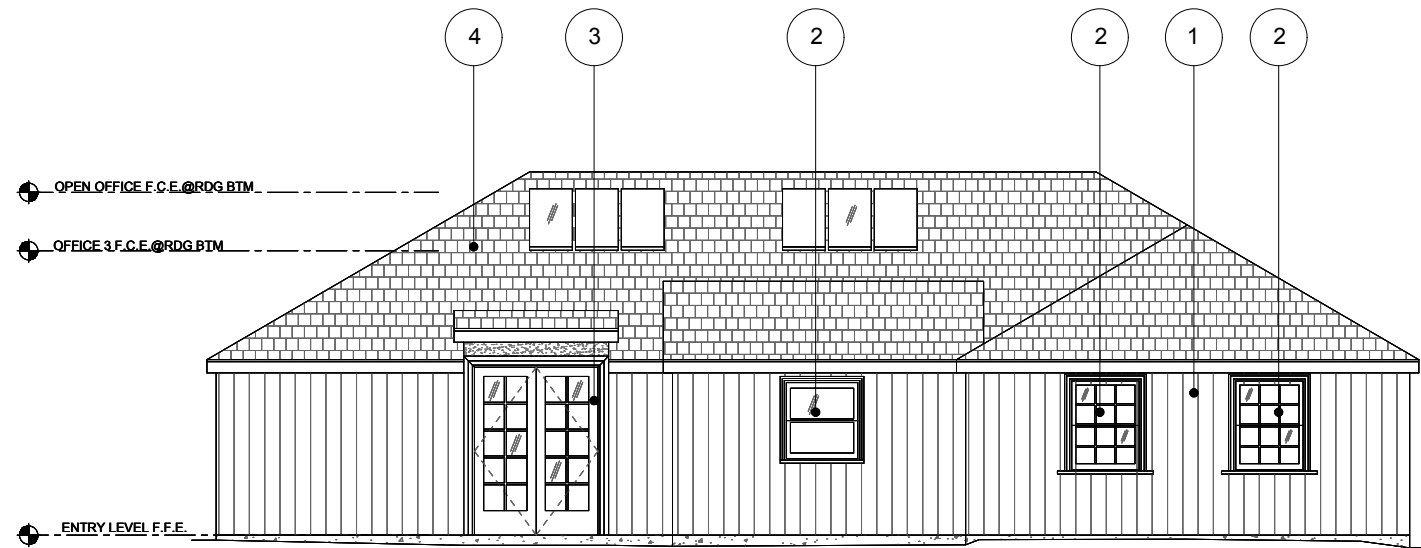 4 3 2 2 1 2
OPEN OFFICE F.C.E.@RDG BTM
OFFICE 3 F.C.E.@RDG BTM
ENTRY LEVEL F.F.E.